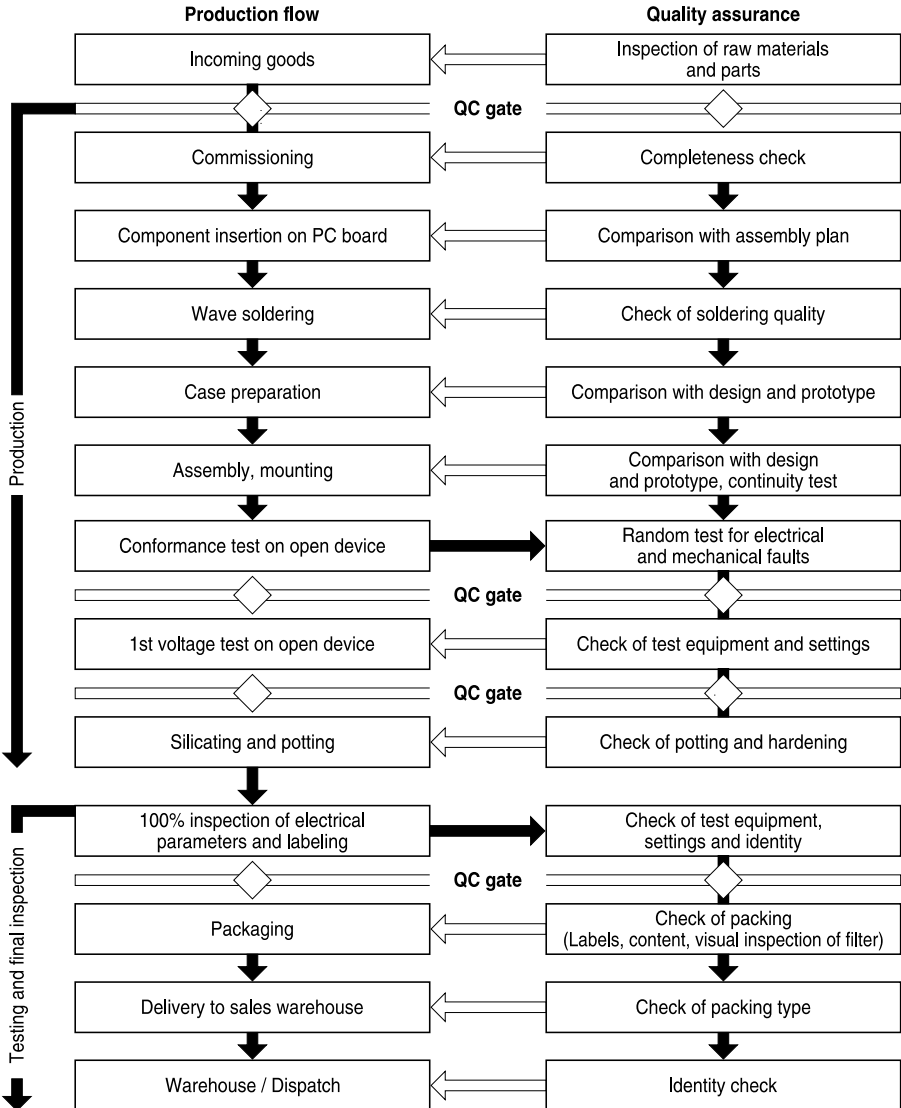 Production flow
Quality assurance
Incoming goods
Inspection of raw materials
and parts
QC gate
Commissioning
Completeness check
Component insertion on PC board
Comparison with assembly plan
Wave soldering
Check of soldering quality
Case preparation
Comparison with design and prototype
Assembly, mounting
Comparison with design
and prototype, continuity test
Conformance test on open device
Random test for electrical
and mechanical faults
QC gate
1st voltage test on open device
Check of test equipment and settings
QC gate
Silicating and potting
Check of potting and hardening
Production
100% inspection of electrical
parameters and labeling
Check of test equipment,
settings and identity
QC gate
Packaging
Check of packing
(Labels, content, visual inspection of filter)
Delivery to sales warehouse
Check of packing type
Warehouse / Dispatch
Identity check
Testing and final inspection